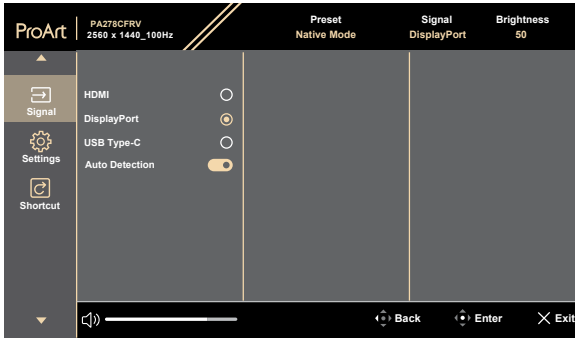 ProArt
PA278CFRV
2560 x 1440_100Hz
Preset
Native Mode
Signal
DisplayPort
Brightness
50
Signal
Settings
Shortcut
HDMI
DisplayPort
USB Type-C
Auto Detection
Back
Enter
Exit